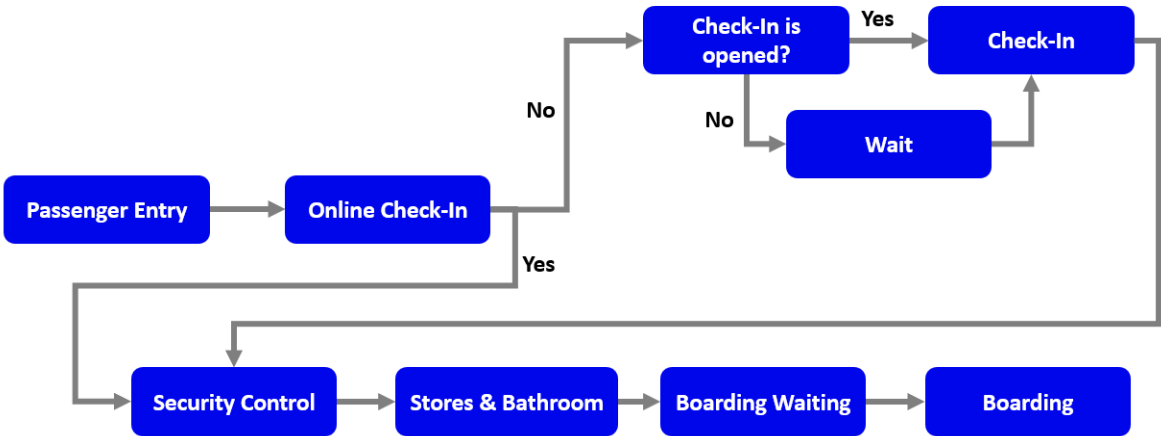 Check-In is
opened?
Yes
Check-In
No
No
Wait
Passenger Entry
Online Check-In
Yes
Security Control
Stores & Bathroom
Boarding Waiting
Boarding